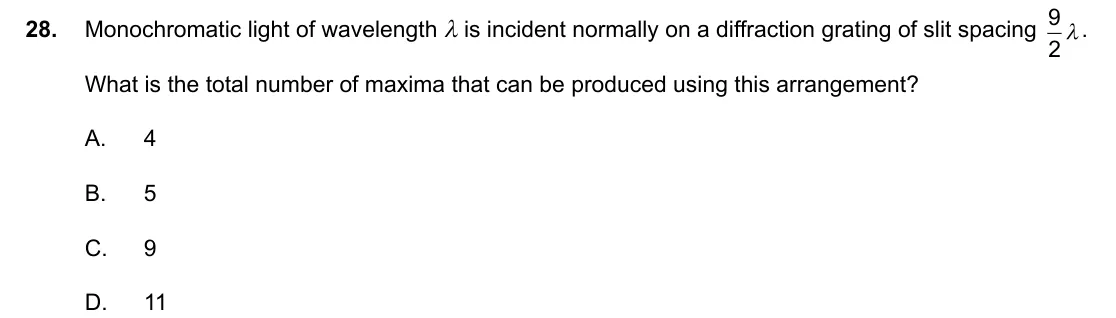 28. Monochromatic light of wavelength λ is incident normally on a diffraction grating of slit spacing 9/2 λ.
What is the total number of maxima that can be produced using this arrangement?
A. 4
B. 5
C. 9
D. 11